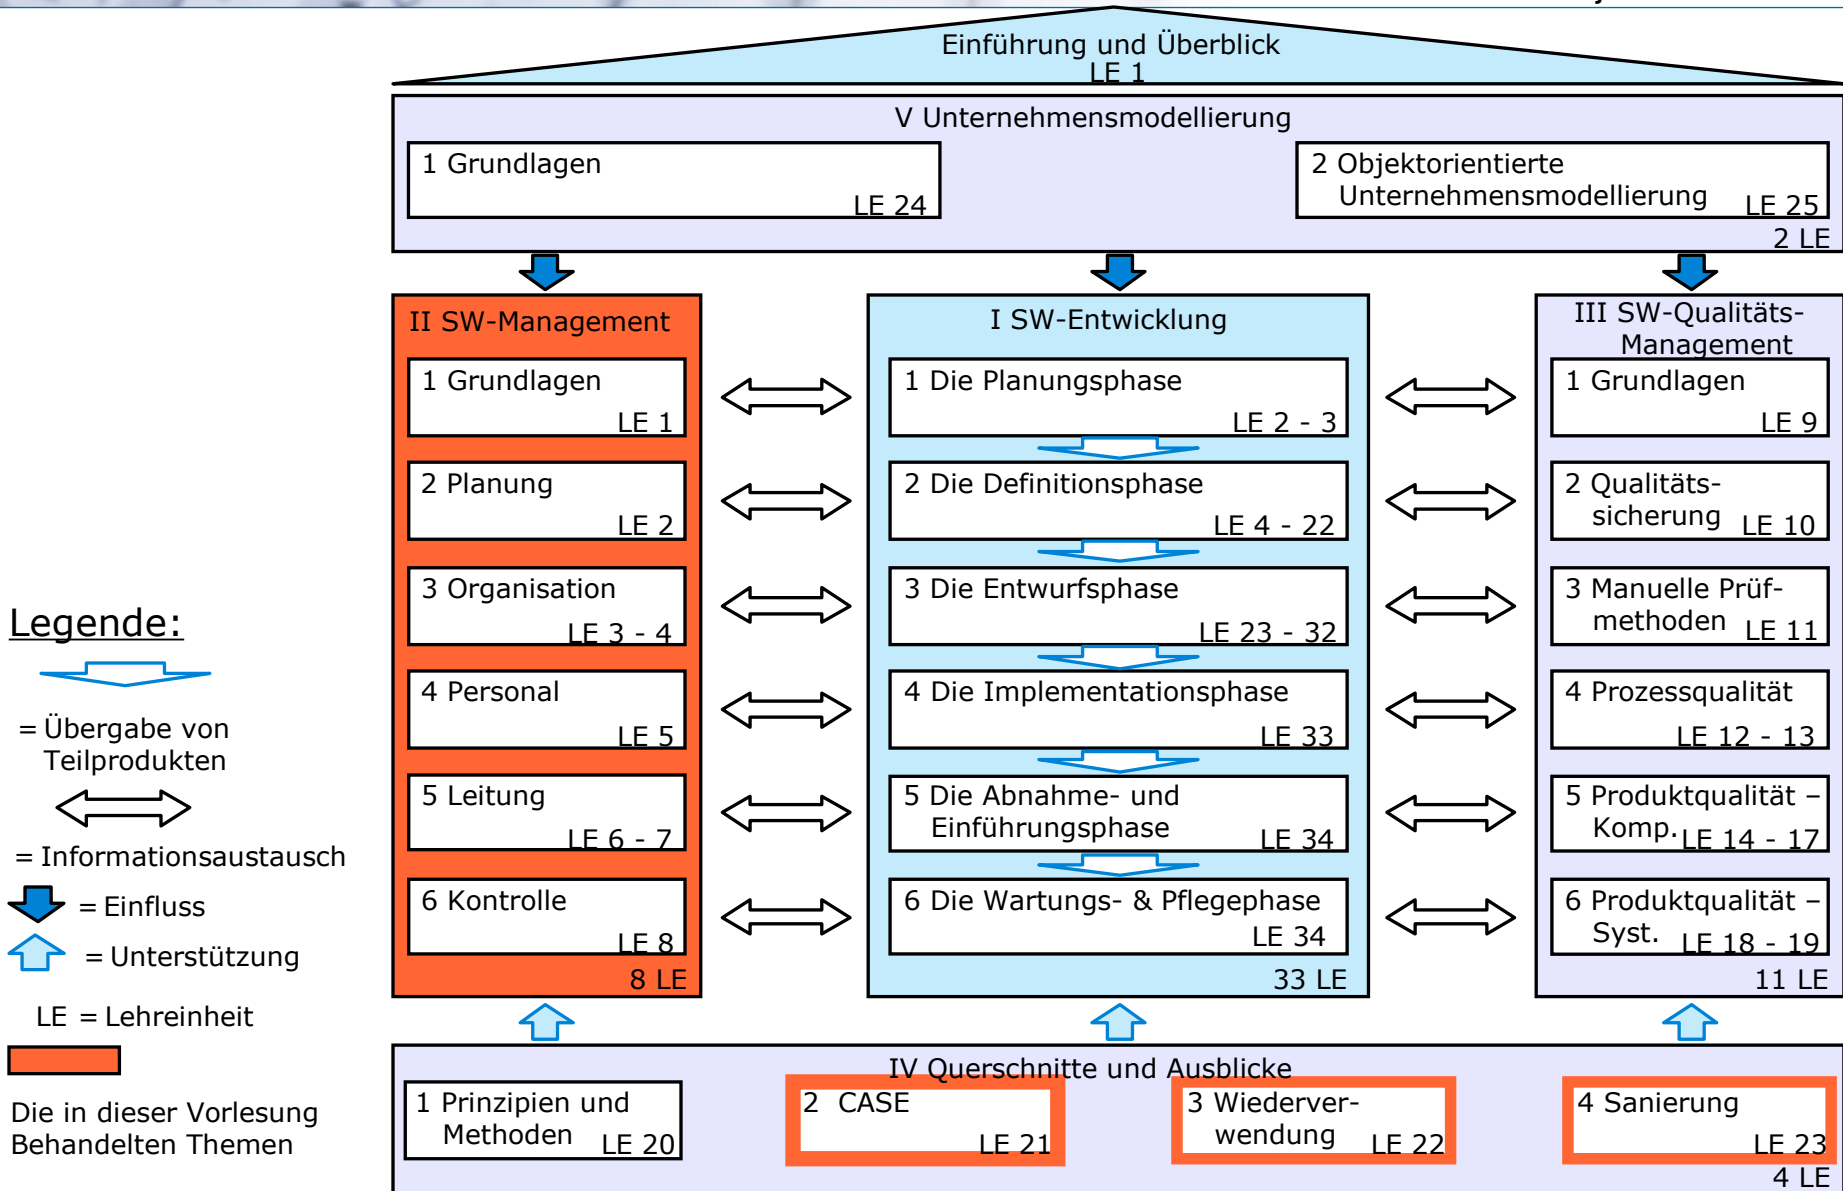 Einführung und Überblick
LE 1
V Unternehmensmodellierung
1 Grundlagen
LE 24
2 Objektorientierte
Unternehmensmodellierung
LE 25
2 LE
II SW-Management
1 Grundlagen
LE 1
2 Planung
LE 2
3 Organisation
LE 3 - 4
4 Personal
LE 5
5 Leitung
LE 6 - 7
6 Kontrolle
LE 8
8 LE
I SW-Entwicklung
1 Die Planungsphase
LE 2 - 3
2 Die Definitionsphase
LE 4 - 22
3 Die Entwurfsphase
LE 23 - 32
4 Die Implementationsphase
LE 33
5 Die Abnahme- und
Einführungsphase
LE 34
6 Die Wartungs- & Pflegephase
LE 34
33 LE
III SW-Qualitäts-
Management
1 Grundlagen
LE 9
2 Qualitäts-
sicherung
LE 10
3 Manuelle Prüf-
methoden
LE 11
4 Prozessqualität
LE 12 - 13
5 Produktqualität –
Komp.
LE 14 - 17
6 Produktqualität –
Syst.
LE 18 - 19
11 LE
IV Querschnitte und Ausblicke
1 Prinzipien und
Methoden
LE 20
2 CASE
LE 21
3 Wiederver-
wendung
LE 22
4 Sanierung
LE 23
4 LE
Legende:
= Übergabe von
Teilprodukten
= Informationsaustausch
= Einfluss
= Unterstützung
LE = Lehreinheit
Die in dieser Vorlesung
Behandelten Themen